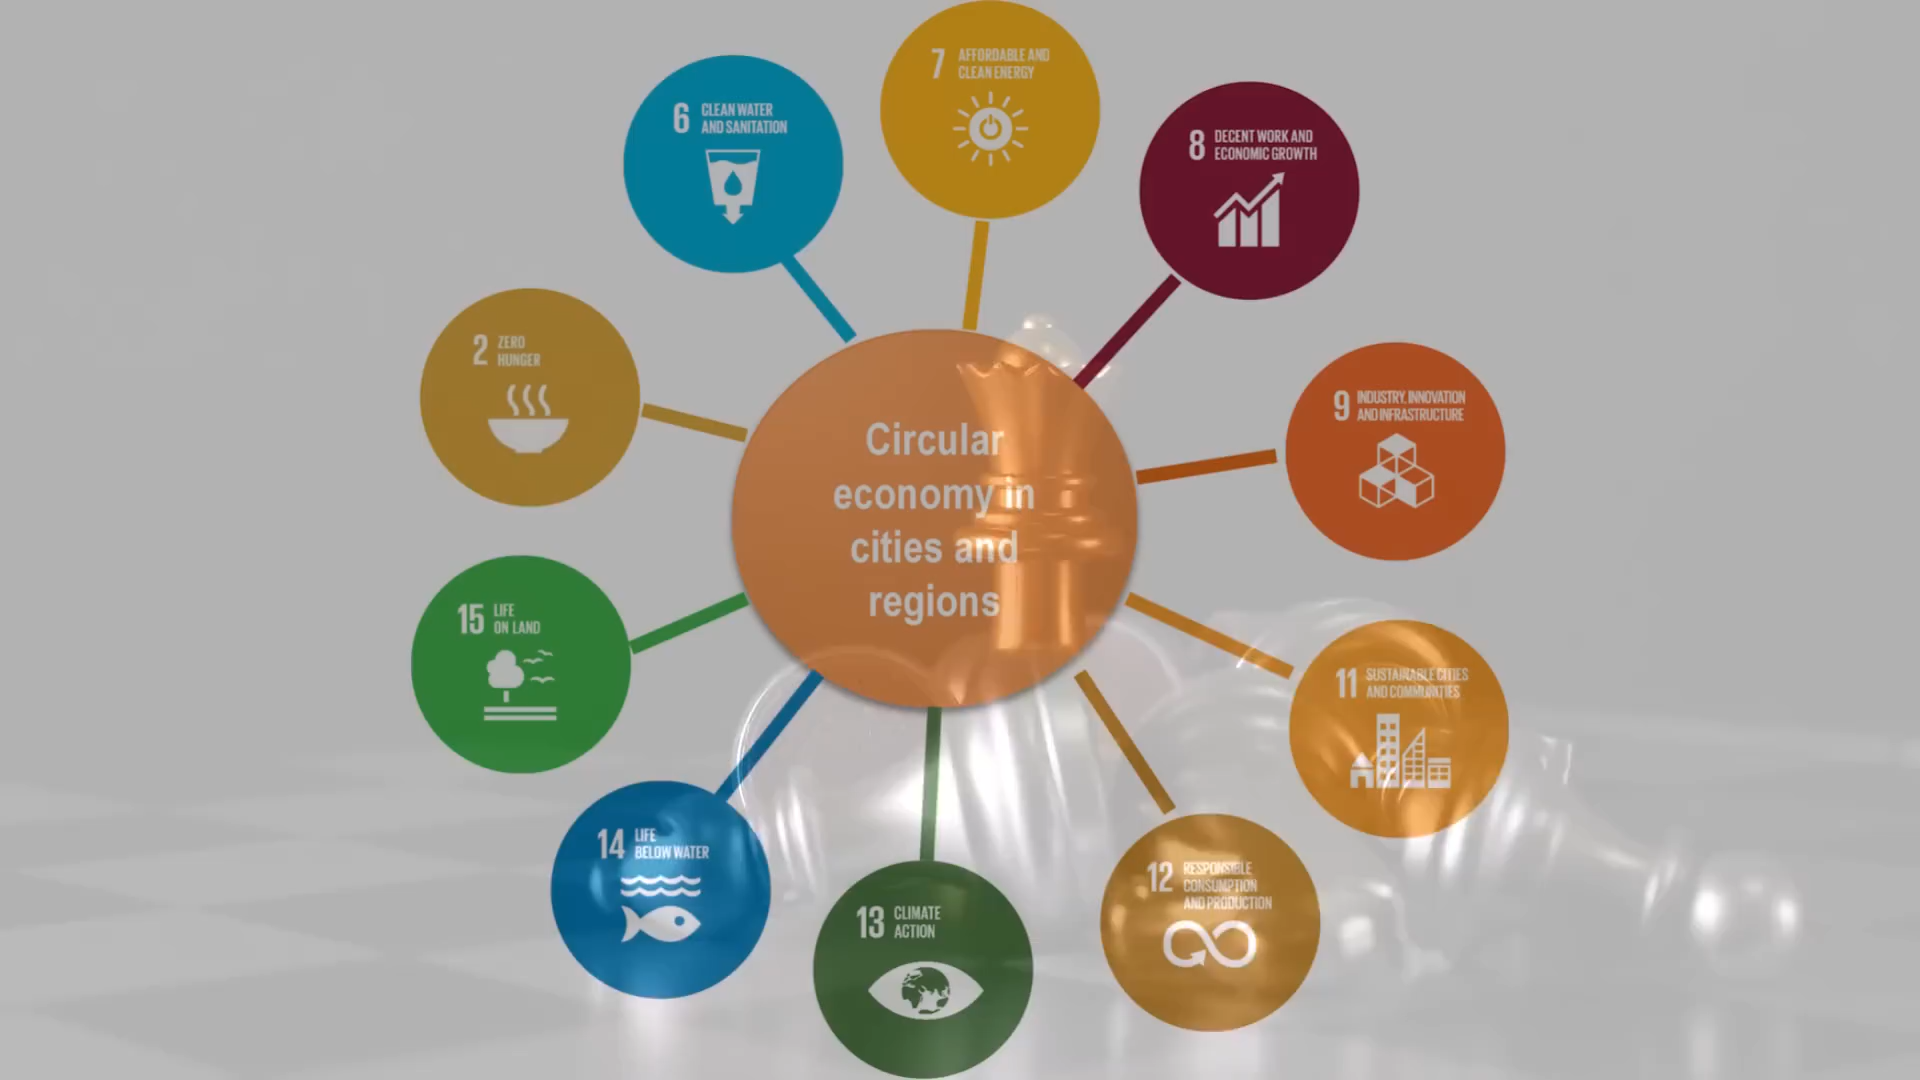 7 AFFORDABLE AND
CLEAN ENERGY
6 CLEAN WATER
AND SANITATION
8 DECENT WORK AND
ECONOMIC GROWTH
2 ZERO
HUNGER
9 INDUSTRY, INNOVATION
AND INFRASTRUCTURE
Circular
economy in
cities and
regions
15 LIFE
ON LAND
11 SUSTAINABLE CITIES
AND COMMUNITIES
14 LIFE
BELOW WATER
12 RESPONSIBLE
CONSUMPTION
AND PRODUCTION
13 CLIMATE
ACTION